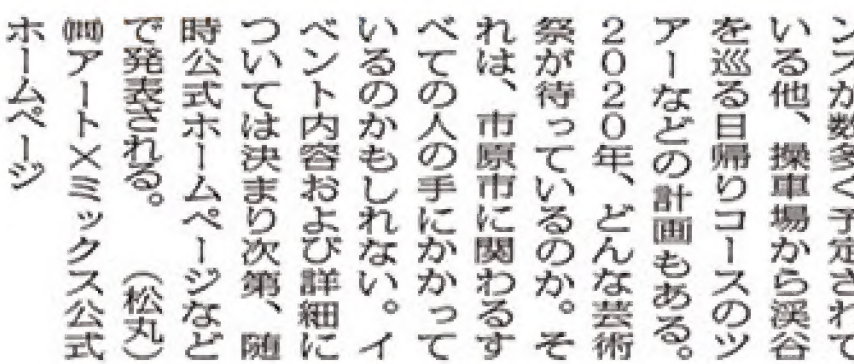 ンスが数多く予定されて
いる他、操車場から渓谷
を巡る日帰りコースのツ
アーなどの計画もある。
2020年、どんな芸術
祭が待っているのか。そ
れは、市原市に関わるす
べての人の手にかかって
いるのかもしれない。イ
ベント内容および詳細に
ついては決まり次第、随
時公式ホームページなど
で発表される。　（松丸）
㉄アート×ミックス公式
ホームページ